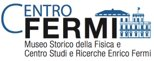 CENTRO
FERMI
Museo Storico della Fisica e
Centro Studi e Ricerche Enrico Fermi